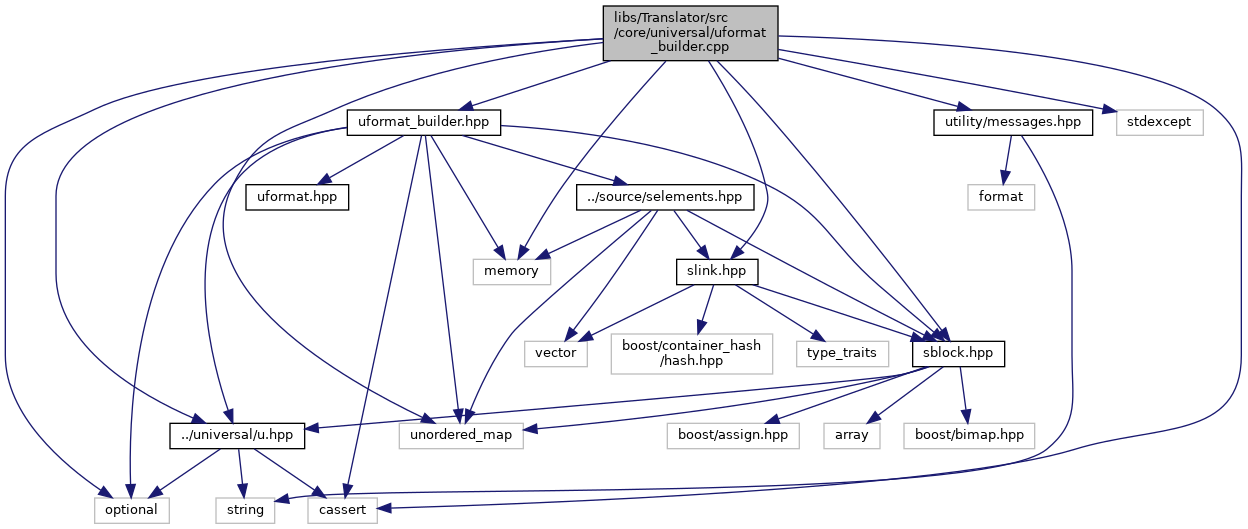 libs/Translator/src
/core/universal/uformat
_builder.cpp
uformat_builder.hpp
utility/messages.hpp
stdexcept
uformat.hpp
../source/selements.hpp
format
memory
slink.hpp
vector
boost/container_hash
/hash.hpp
type_traits
sblock.hpp
../universal/u.hpp
unordered_map
boost/assign.hpp
array
boost/bimap.hpp
optional
string
cassert